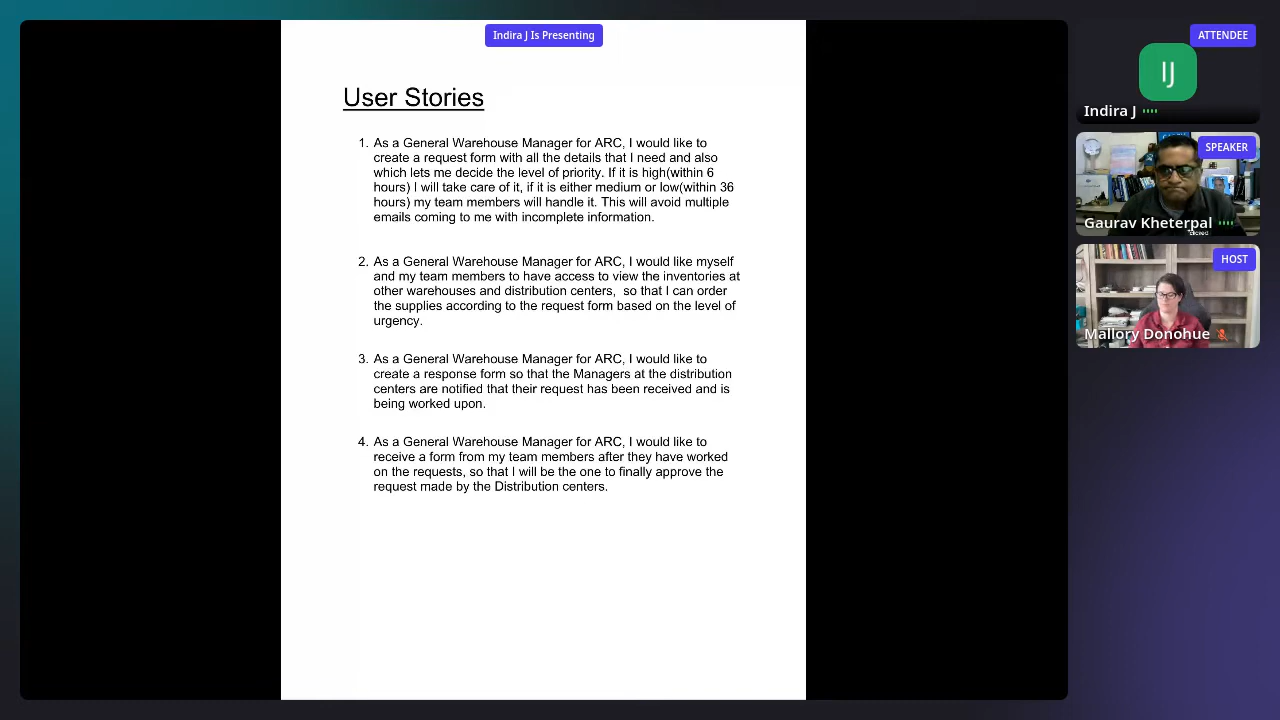 Indira J Is Presenting
User Stories
1. As a General Warehouse Manager for ARC, I would like to
create a request form with all the details that I need and also
which lets me decide the level of priority. If it is high(within 6
hours) I will take care of it, if it is either medium or low(within 36
hours) my team members will handle it. This will avoid multiple
emails coming to me with incomplete information.
2. As a General Warehouse Manager for ARC, I would like myself
and my team members to have access to view the inventories at
other warehouses and distribution centers,  so that I can order
the supplies according to the request form based on the level of
urgency.
3. As a General Warehouse Manager for ARC, I would like to
create a response form so that the Managers at the distribution
centers are notified that their request has been received and is
being worked upon.
4. As a General Warehouse Manager for ARC, I would like to
receive a form from my team members after they have worked
on the requests, so that I will be the one to finally approve the
request made by the Distribution centers.
ATTENDEE
IJ
Indira J
SPEAKER
Gaurav Kheterpal
HOST
Mallory Donohue